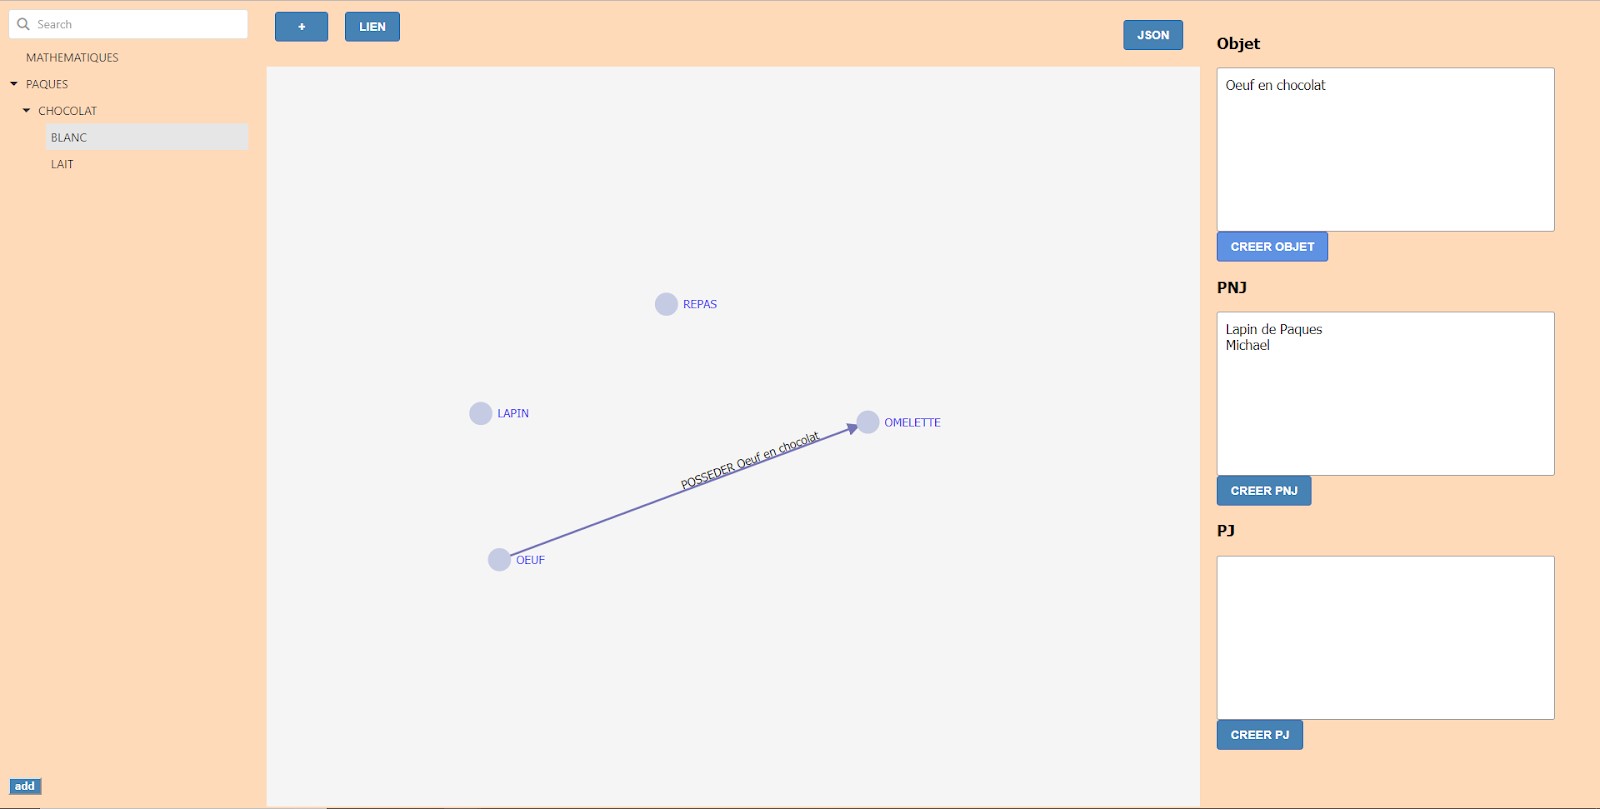 Search
MATHEMATIQUES
PAQUES
CHOCOLAT
BLANC
LAIT
add
+
LIEN
JSON
REPAS
LAPIN
OMELETTE
POSSEDER Oeuf en chocolat
OEUF
Objet
Oeuf en chocolat
CREER OBJET
PNJ
Lapin de Paques
Michael
CREER PNJ
PJ
CREER PJ